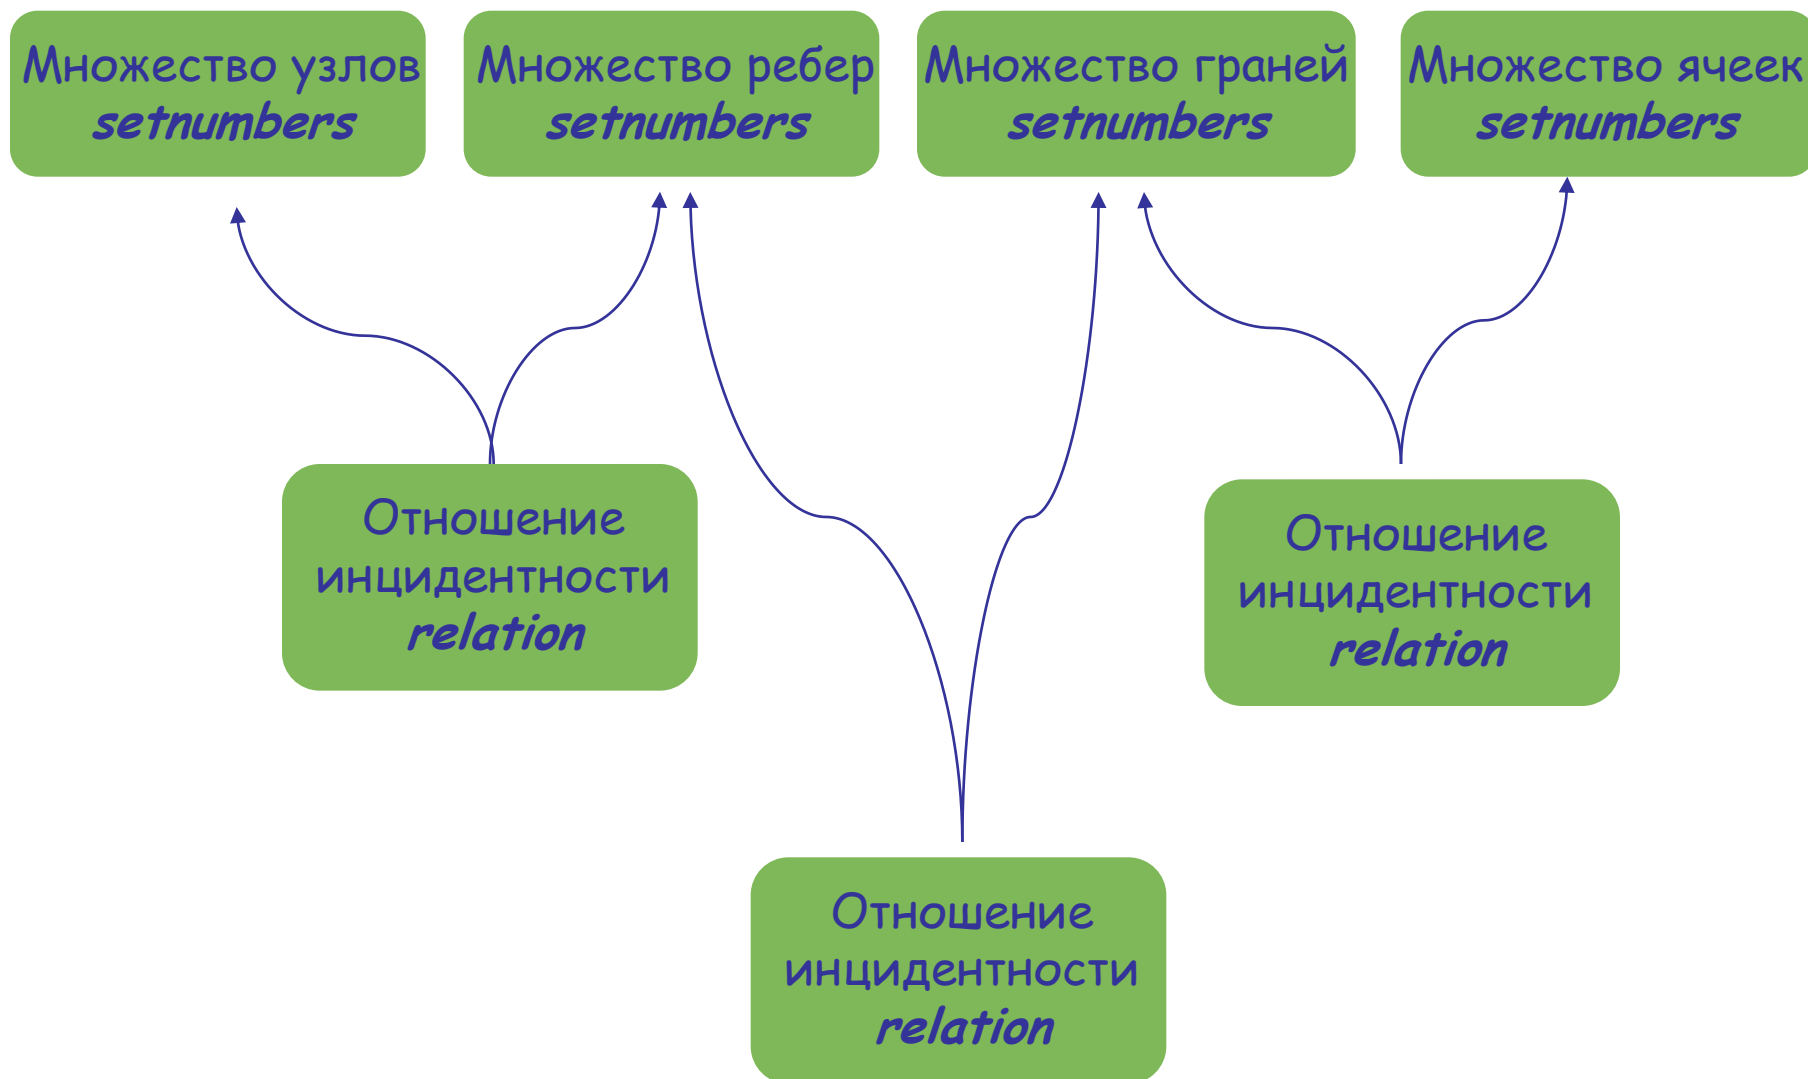 Множество узлов
setnumbers
Множество ребер
setnumbers
Множество граней
setnumbers
Множество ячеек
setnumbers
Отношение
инцидентности
relation
Отношение
инцидентности
relation
Отношение
инцидентности
relation